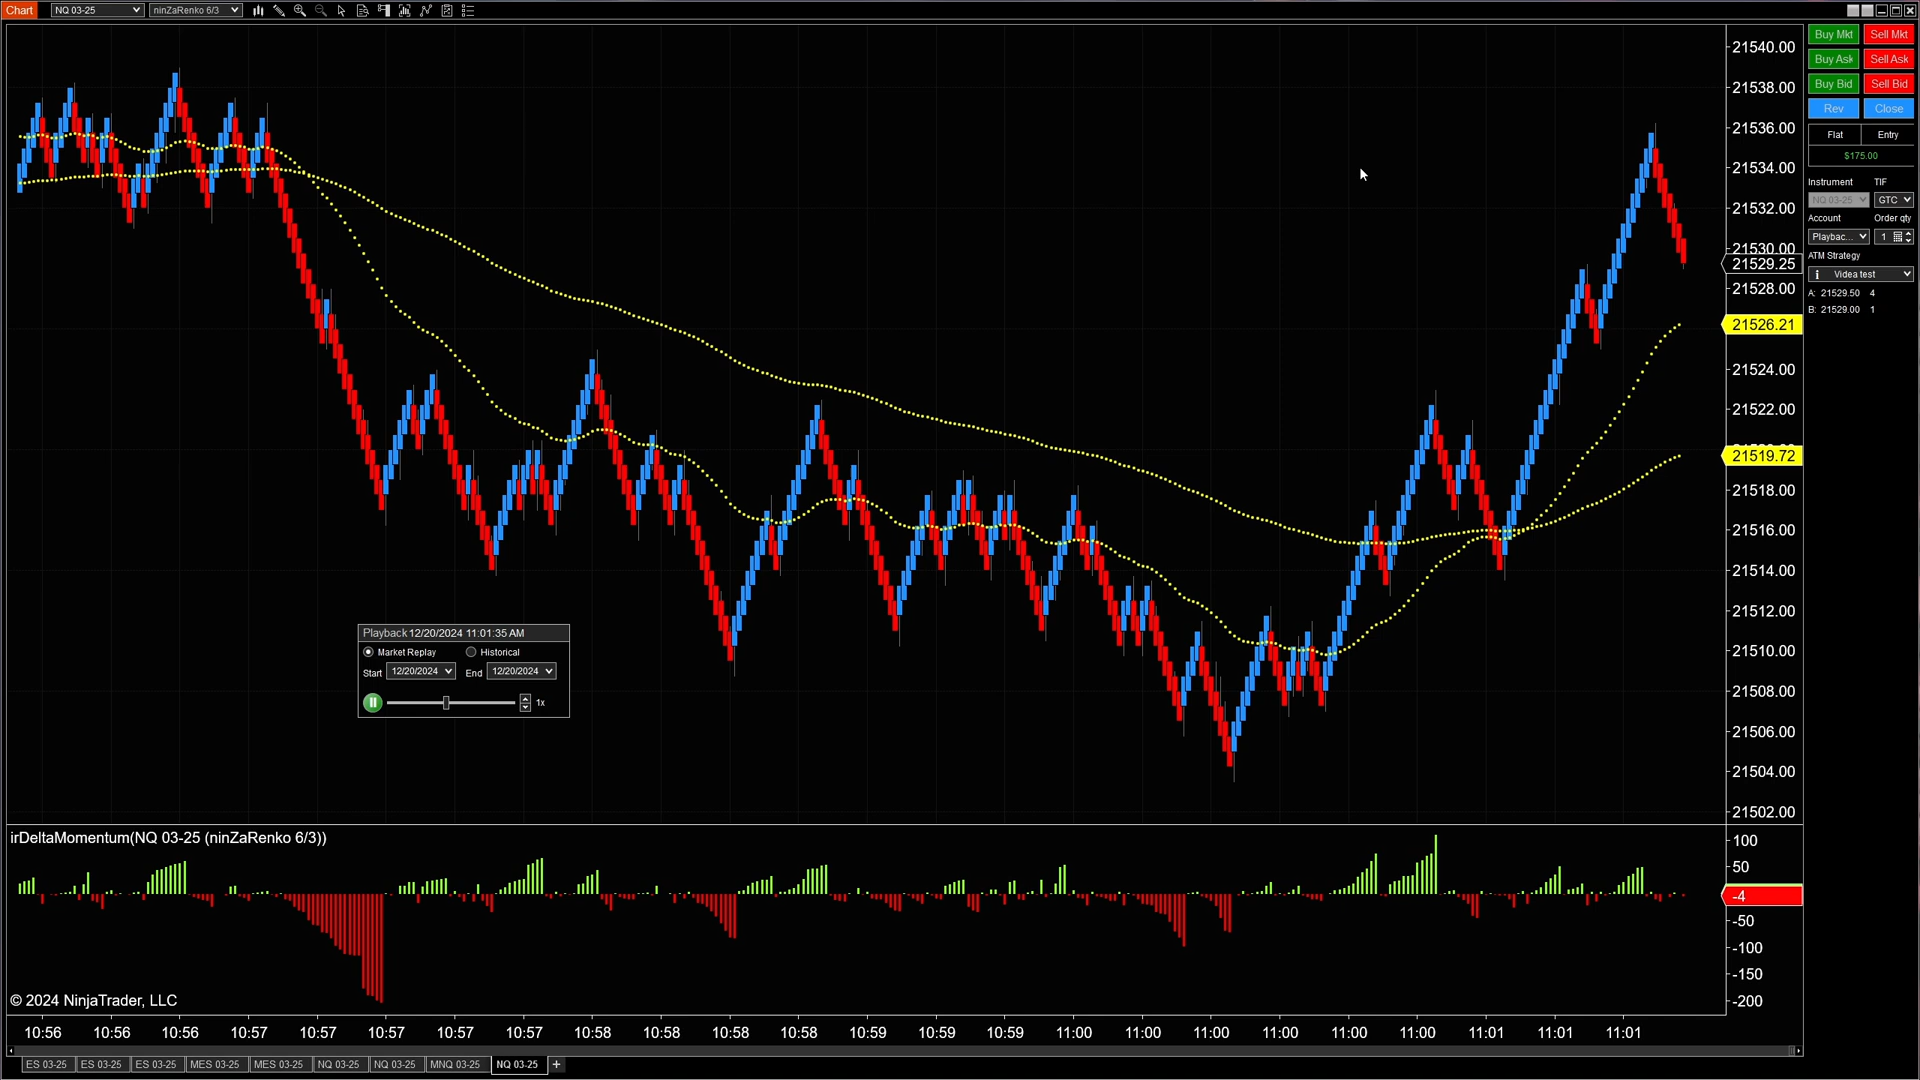 Chart NQ 03-25 ninZaRenko 6/3
21540.00
21538.00
21536.00
21534.00
21532.00
21530.00
21529.25
21528.00
21526.21
21524.00
21522.00
21519.72
21518.00
21516.00
21514.00
21512.00
21510.00
21508.00
21506.00
21504.00
21502.00
Buy Mkt Sell Mkt
Buy Ask Sell Ask
Buy Bid Sell Bid
Rev Close
Flat Entry
$175.00
Instrument TIF
NQ 03-25 GTC
Account Order qty
Playbac... 1
ATM Strategy
i Videa test
A: 21529.50 4
B: 21529.00 1
Playback 12/20/2024 11:01:35 AM
Market Replay Historical
Start 12/20/2024 End 12/20/2024
1x
irDeltaMomentum(NQ 03-25 (ninZaRenko 6/3))
100
50
-4
-50
-100
-150
-200
© 2024 NinjaTrader, LLC
10:56 10:56 10:56 10:57 10:57 10:57 10:57 10:57 10:58 10:58 10:58 10:58 10:59 10:59 10:59 11:00 11:00 11:00 11:00 11:00 11:00 11:01 11:01 11:01
ES 03-25 ES 03-25 ES 03-25 MES 03-25 MES 03-25 NQ 03-25 NQ 03-25 MNQ 03-25 NQ 03-25 +